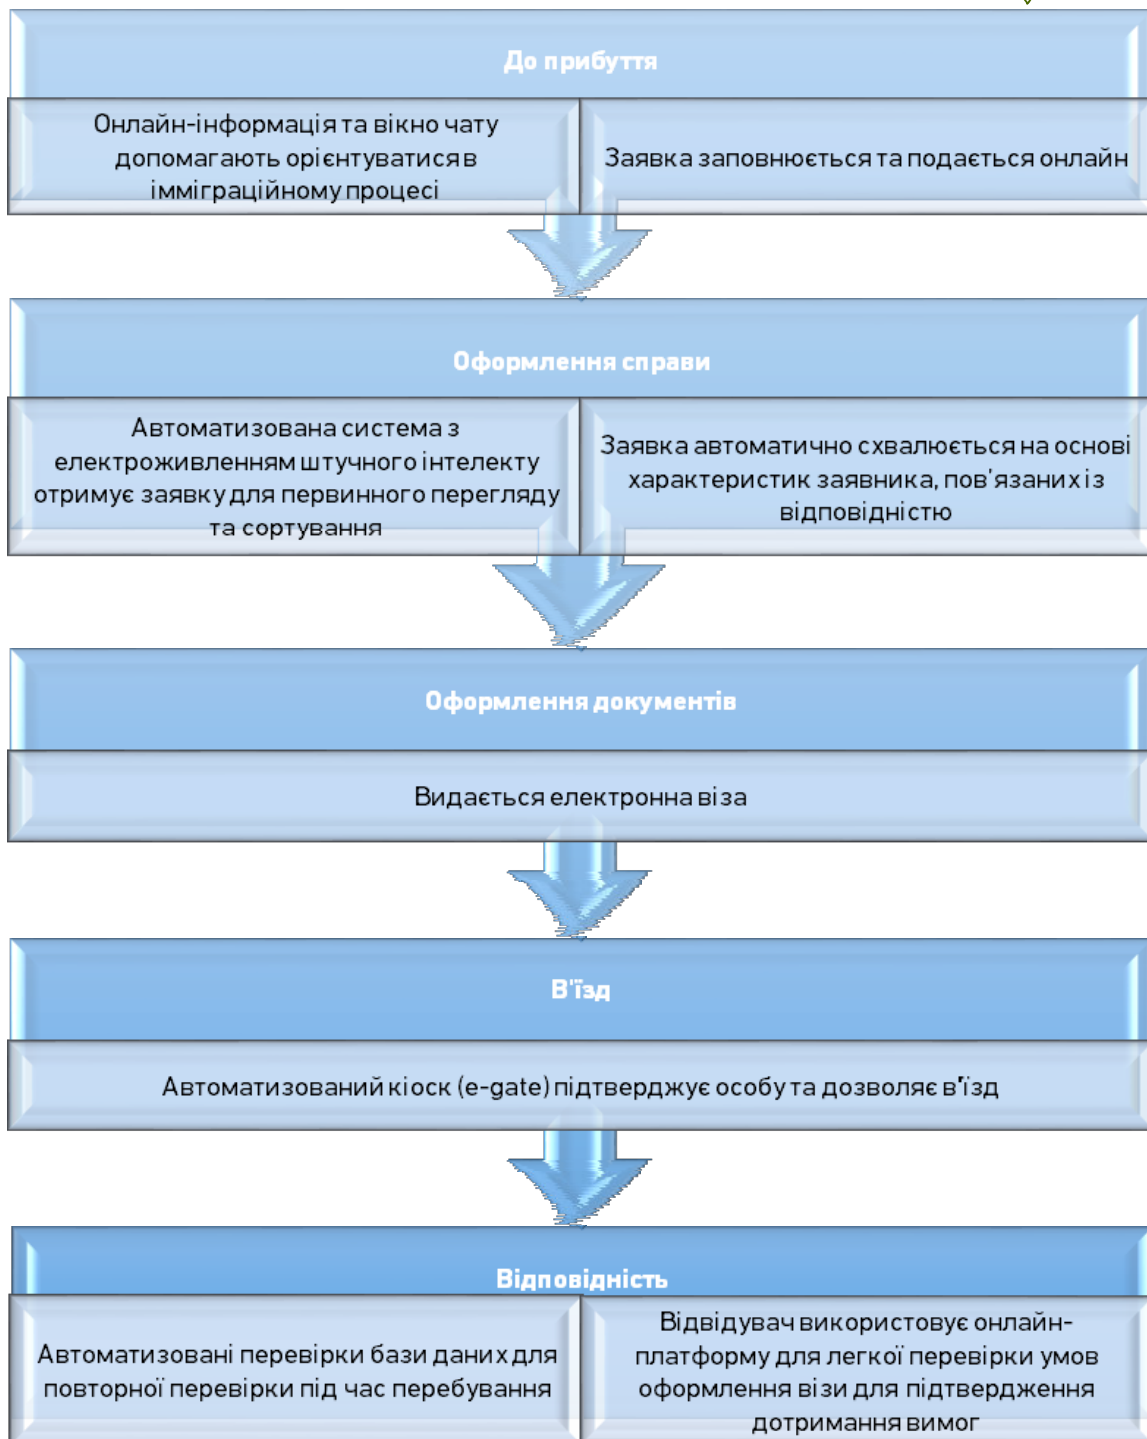 До прибуття
Онлайн-інформація та вікно чату
допомагають орієнтуватися в
імміграційному процесі
Заявка заповнюється та подається онлайн
Оформлення справи
Автоматизована система з
електроживленням штучного інтелекту
отримує заявку для первинного перегляду
та сортування
Заявка автоматично схвалюється на основі
характеристик заявника, пов’язаних із
відповідністю
Оформлення документів
Видається електронна віза
В'їзд
Автоматизований кіоск (e-gate) підтверджує особу та дозволяє в'їзд
Відповідність
Автоматизовані перевірки бази даних для
повторної перевірки під час перебування
Відвідувач використовує онлайн-
платформу для легкої перевірки умов
оформлення візи для підтвердження
дотримання вимог